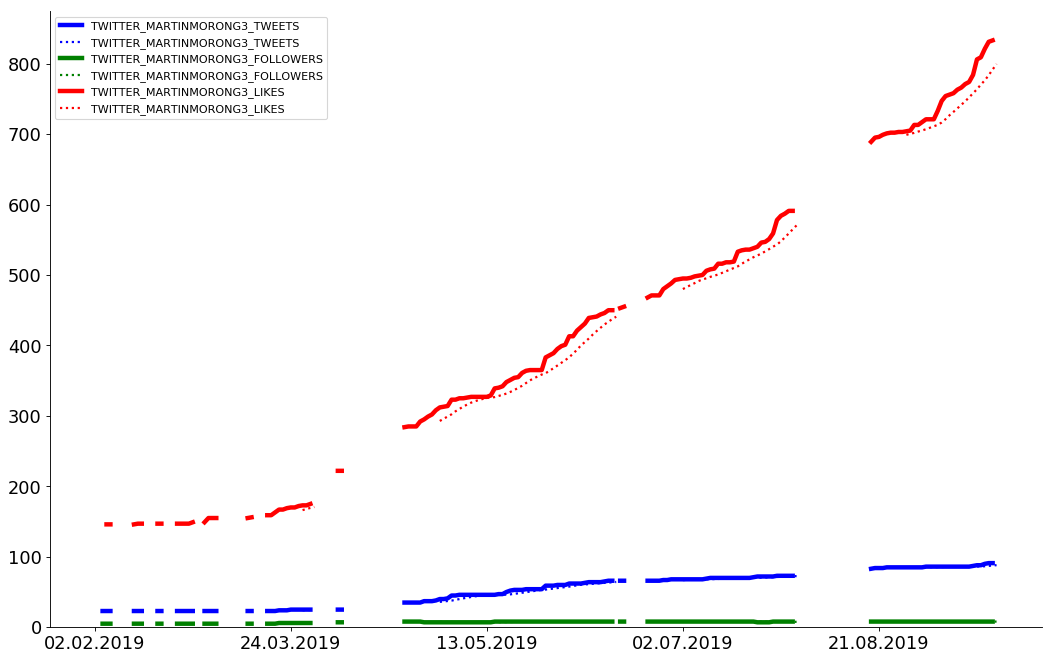 TWITTER_MARTINMORONG3_TWEETS
TWITTER_MARTINMORONG3_TWEETS
TWITTER_MARTINMORONG3_FOLLOWERS
TWITTER_MARTINMORONG3_FOLLOWERS
TWITTER_MARTINMORONG3_LIKES
TWITTER_MARTINMORONG3_LIKES
800
700
600
500
400
300
200
100
0
02.02.2019 24.03.2019 13.05.2019 02.07.2019 21.08.2019